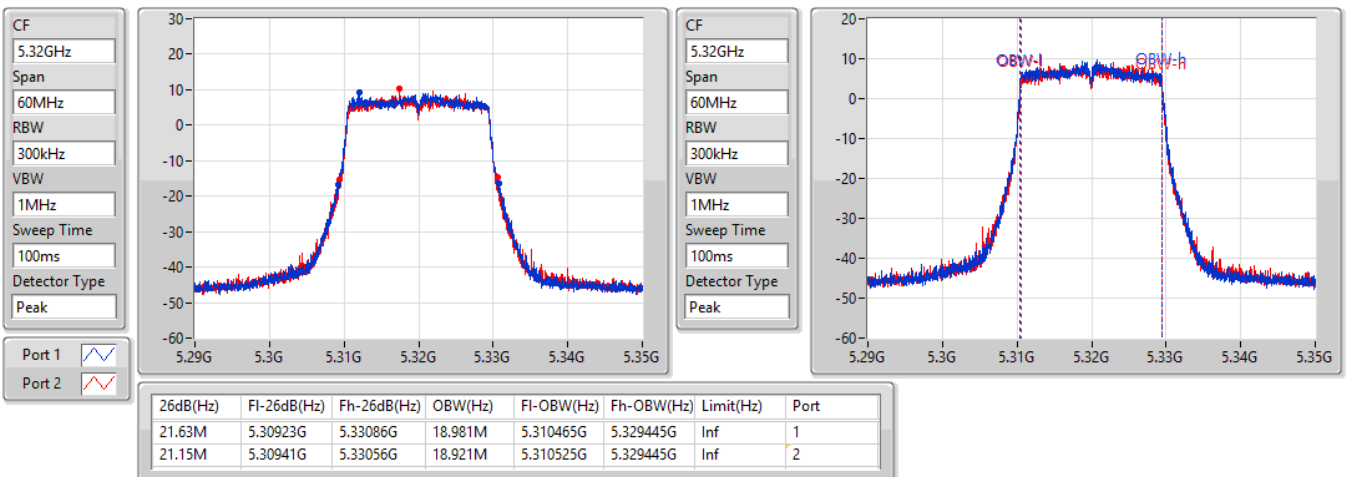 CF
5.32GHz
Span
60MHz
RBW
300kHz
VBW
1MHz
Sweep Time
100ms
Detector Type
Peak
Port 1
Port 2
30
20
10
0
-10
-20
-30
-40
-50
-60
5.29G 5.3G 5.31G 5.32G 5.33G 5.34G 5.35G
CF
5.32GHz
Span
60MHz
RBW
300kHz
VBW
1MHz
Sweep Time
100ms
Detector Type
Peak
20
10
0
-10
-20
-30
-40
-50
-60
OBW-l OBW-h
5.29G 5.3G 5.31G 5.32G 5.33G 5.34G 5.35G
26dB(Hz) Fl-26dB(Hz) Fh-26dB(Hz) OBW(Hz) Fl-OBW(Hz) Fh-OBW(Hz) Limit(Hz) Port
21.63M 5.30923G 5.33086G 18.981M 5.310465G 5.329445G Inf 1
21.15M 5.30941G 5.33056G 18.921M 5.310525G 5.329445G Inf 2